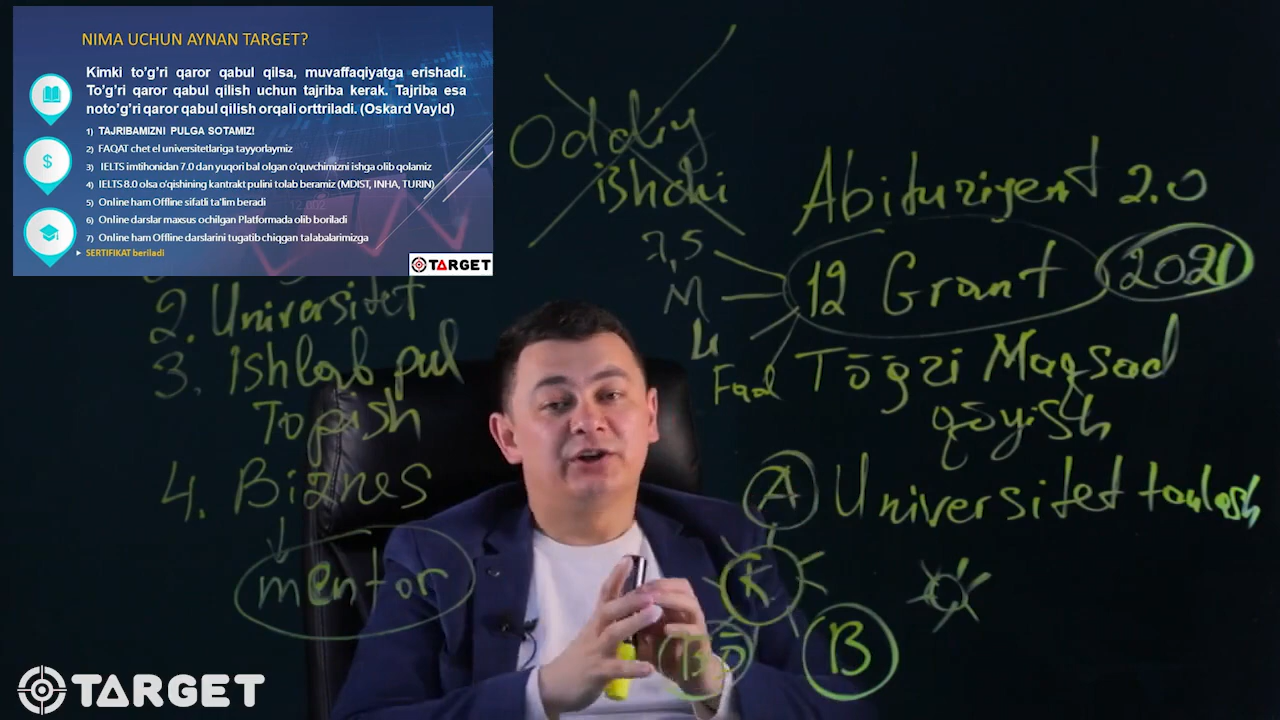 NIMA UCHUN AYNAN TARGET?
Kimki to'g'ri qaror qabul qilsa, muvaffaqiyatga erishadi.
To'g'ri qaror qabul qilish uchun tajriba kerak. Tajriba esa
noto'g'ri qaror qabul qilish orqali orttriladi. (Oskard Vayld)
1) TAJRIBAMIZNI PULGA SOTAMIZ!
2) FAQAT chet el universitetlariga tayyorlaymiz
3) IELTS imtihonidan 7.0 dan yuqori bal olgan o'quvchimizni ishga olib qolamiz
4) IELTS 8.0 olsa o'qishining kantrakt pulini tolab beramiz (MDIST, INHA, TURIN)
5) Online ham Offline sifatli ta'lim beradi
6) Online darslar maxsus ochilgan Platformada olib boriladi
7) Online ham Offline darslarini tugatib chiqgan talabalarimizga
SERTIFIKAT beriladi
TARGET
2. Universitet
3. Ishlab pul
Topish
4. Biznes
mentor
Oddiy
ishchi
Abituriyent 2.0
7,5
M
12 Grant 2021
Faol
To'g'ri Maqsad
qo'yish
A Universitet tanlash
K
B
TARGET